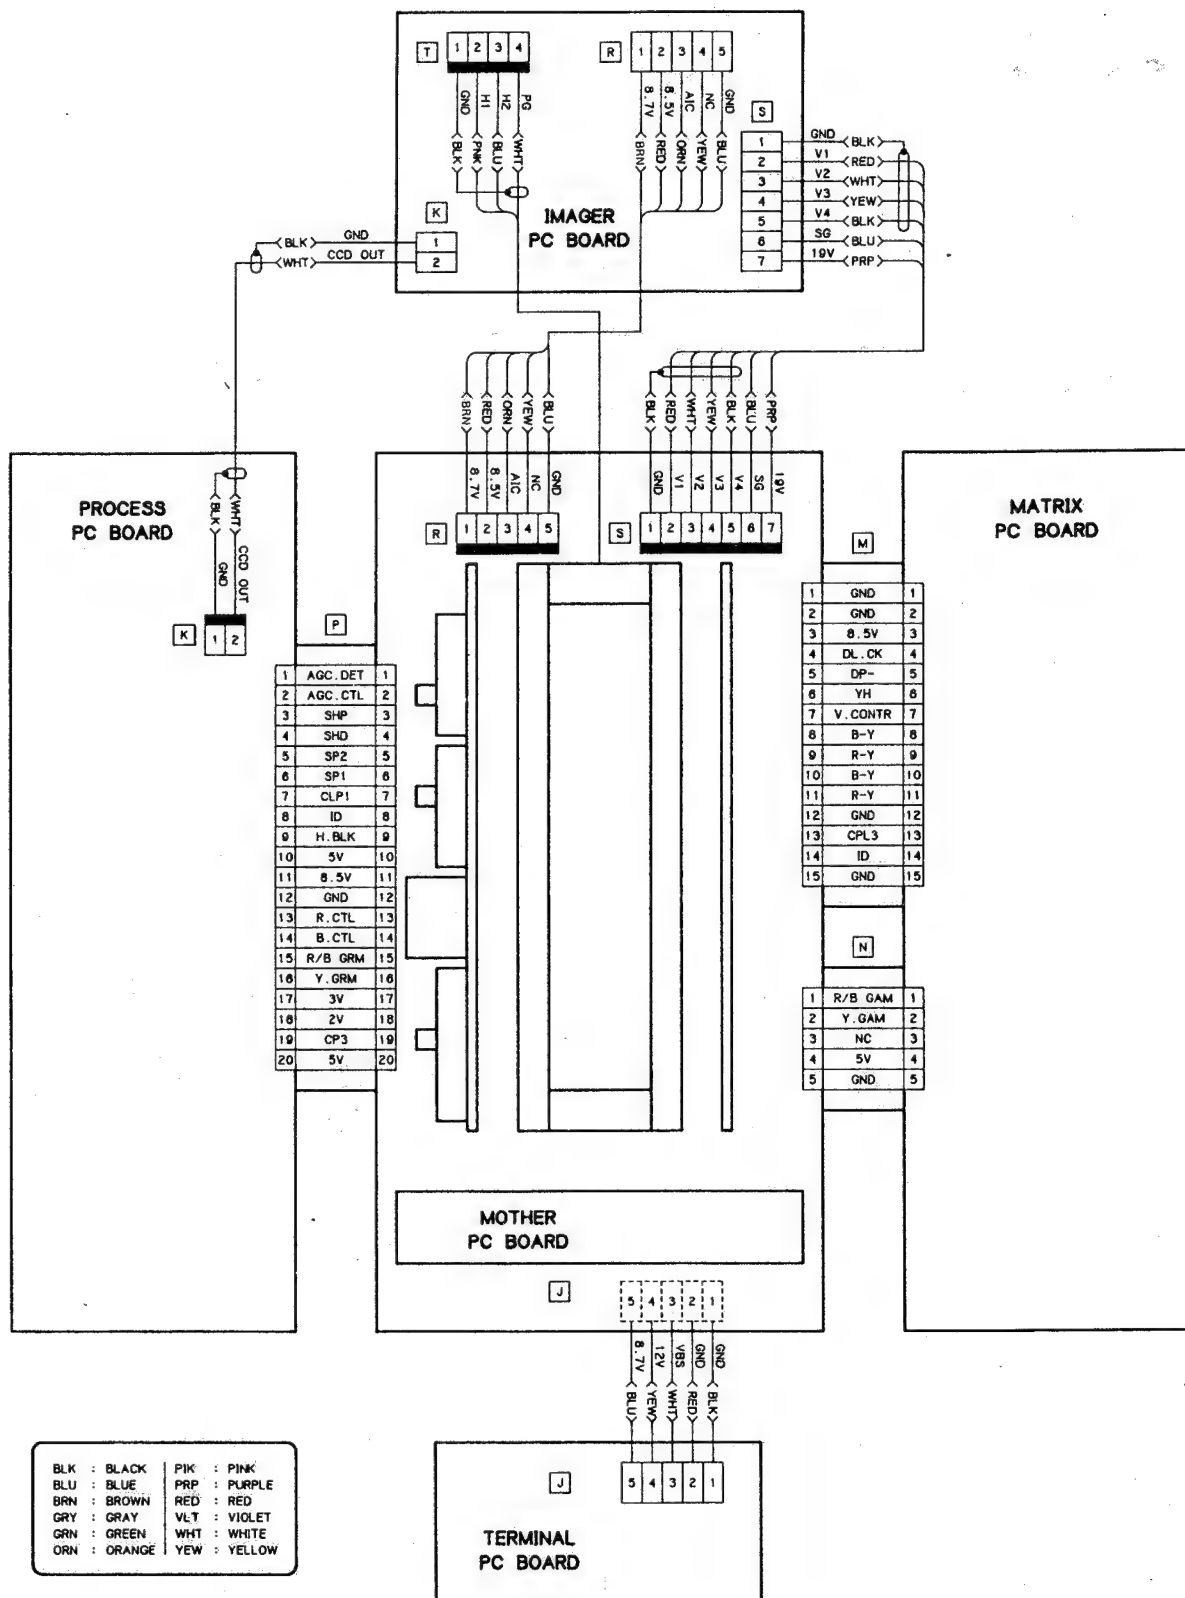 T
1 2 3 4
GND H1 H2 PG
BLK PNK BLU WHT
R
1 2 3 4 5
8.7V 8.5V AIC NC GND
BRN RED ORN YEW BLU
S
1 GND BLK
2 V1 RED
3 V2 WHT
4 V3 YEW
5 V4 BLK
6 SG BLU
7 19V PRP
IMAGER
PC BOARD
K
BLK GND 1
WHT CCD OUT 2
BRN RED ORN YEW BLU
8.7V 8.5V AIC NC GND
R
1 2 3 4 5
BLK RED WHT YEW BLK BLU PRP
GND V1 V2 V3 V4 SG 19V
S
1 2 3 4 5 6 7
PROCESS
PC BOARD
BLK WHT
GND CCD OUT
K
1 2
MATRIX
PC BOARD
P
1 AGC.DET 1
2 AGC.CTL 2
3 SHP 3
4 SHD 4
5 SP2 5
6 SP1 6
7 CLP1 7
8 ID 8
9 H.BLK 9
10 5V 10
11 8.5V 11
12 GND 12
13 R.CTL 13
14 B.CTL 14
15 R/B GRM 15
16 Y.GRM 16
17 3V 17
18 2V 18
19 CP3 19
20 5V 20
M
1 GND 1
2 GND 2
3 8.5V 3
4 DL.CK 4
5 DP- 5
6 YH 6
7 V.CONTR 7
8 B-Y 8
9 R-Y 9
10 B-Y 10
11 R-Y 11
12 GND 12
13 CPL3 13
14 ID 14
15 GND 15
N
1 R/B GAM 1
2 Y.GAM 2
3 NC 3
4 5V 4
5 GND 5
MOTHER
PC BOARD
J
5 4 3 2 1
8.7V 12V VBS GND GND
BLU YEW WHT RED BLK
J
5 4 3 2 1
TERMINAL
PC BOARD
BLK : BLACK PIK : PINK
BLU : BLUE PRP : PURPLE
BRN : BROWN RED : RED
GRY : GRAY VLT : VIOLET
GRN : GREEN WHT : WHITE
ORN : ORANGE YEW : YELLOW